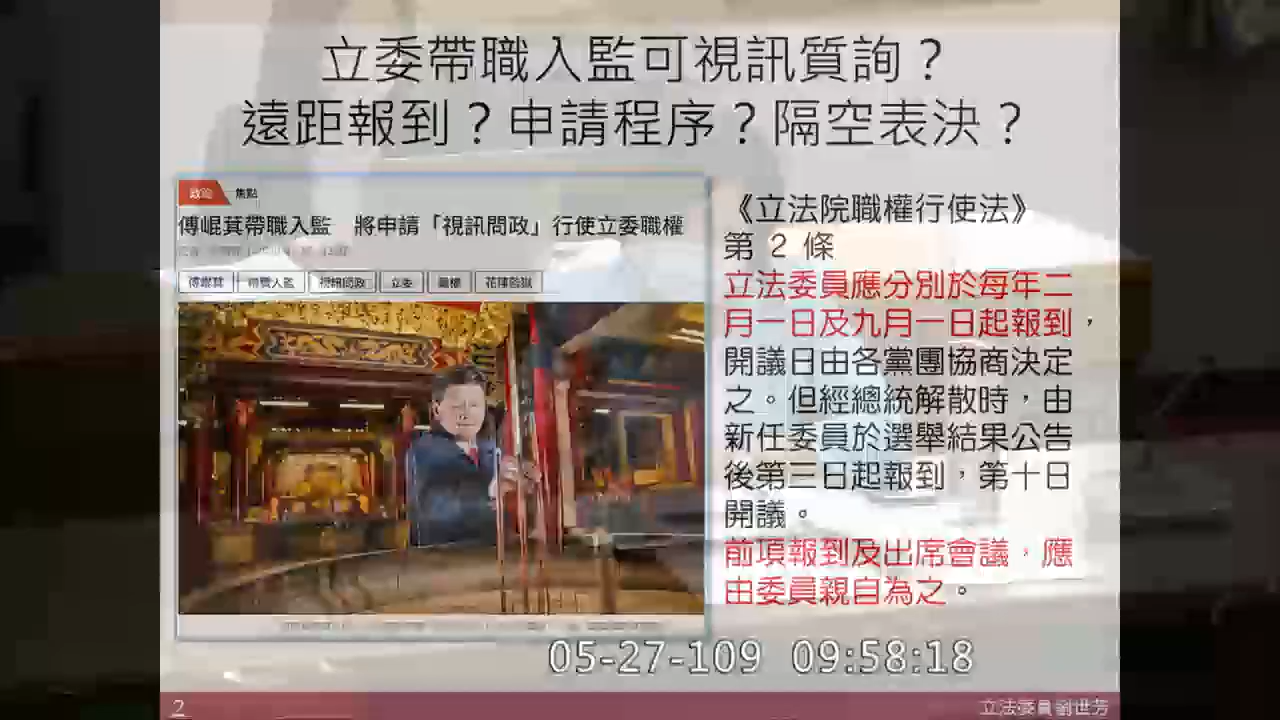 立委帶職入監可視訊質詢？
遠距報到？申請程序？隔空表決？
政治 焦點
傅崐萁帶職入監 將申請「視訊問政」行使立委職權
傅崐萁 帶職入監 視訊問政 立委 花蓮監獄
《立法院職權行使法》
第 2 條
立法委員應分別於每年二
月一日及九月一日起報到，
開議日由各黨團協商決定
之。但經總統解散時，由
新任委員於選舉結果公告
後第三日起報到，第十日
開議。
前項報到及出席會議，應
由委員親自為之。
05-27-109 09:58:18
2
立法委員劉世芳